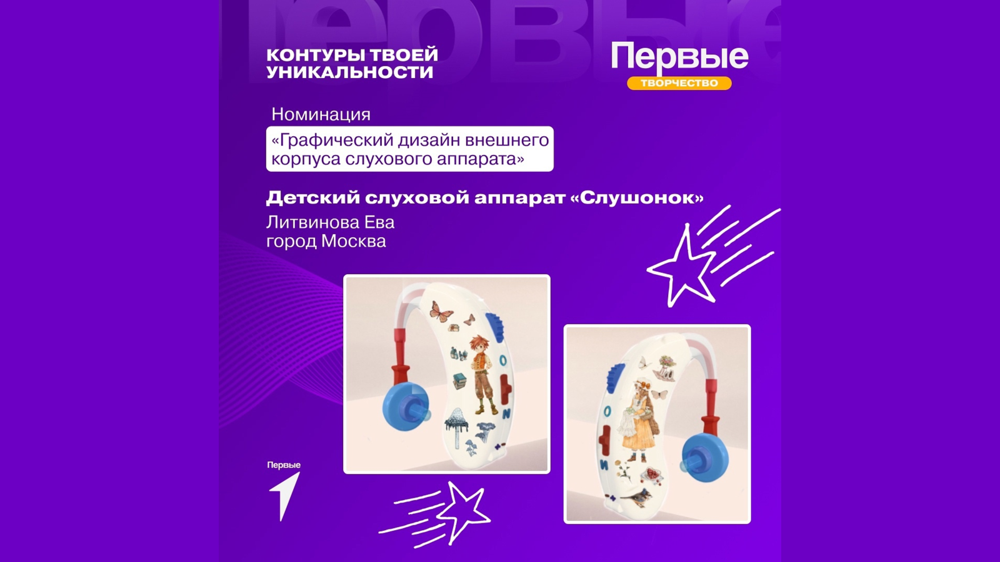 Первые
КОНТУРЫ ТВОЕЙ
УНИКАЛЬНОСТИ
Первые
ТВОРЧЕСТВО
Номинация
«Графический дизайн внешнего
корпуса слухового аппарата»
Детский слуховой аппарат «Слушонок»
Литвинова Ева
город Москва
О
И
О
И
Первые